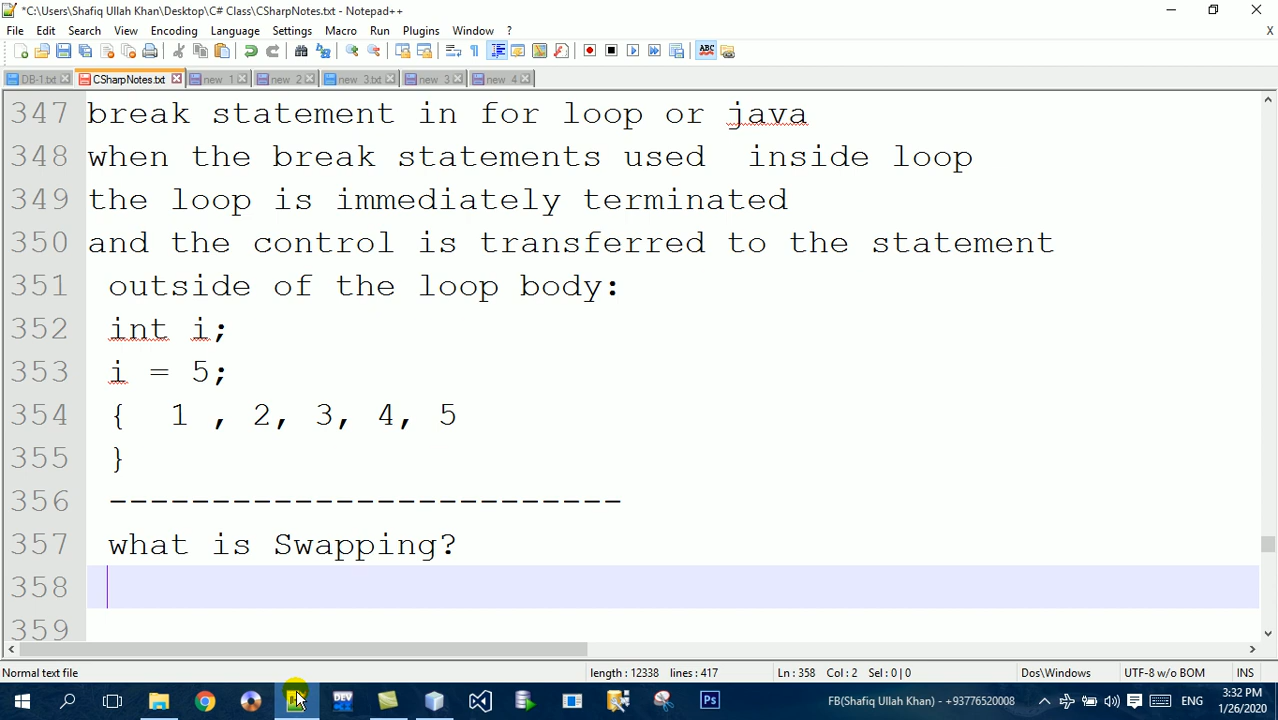 *C:\Users\Shafiq Ullah Khan\Desktop\C# Class\CSharpNotes.txt - Notepad++
File Edit Search View Encoding Language Settings Macro Run Plugins Window ? X
DB-1.txt CSharpNotes.txt new 1 new 2 new 3.txt new 3 new 4
347 break statement in for loop or java
348 when the break statements used  inside loop
349 the loop is immediately terminated
350 and the control is transferred to the statement
351 outside of the loop body:
352 int i;
353 i = 5;
354 {  1 , 2, 3, 4, 5
355 }
356 -------------------------
357 what is Swapping?
358
359
Normal text file length : 12338 lines : 417 Ln : 358 Col : 2 Sel : 0 | 0 Dos\Windows UTF-8 w/o BOM INS
DEV Ps FB(Shafiq Ullah Khan) - +93776520008 ENG 3:32 PM
1/26/2020